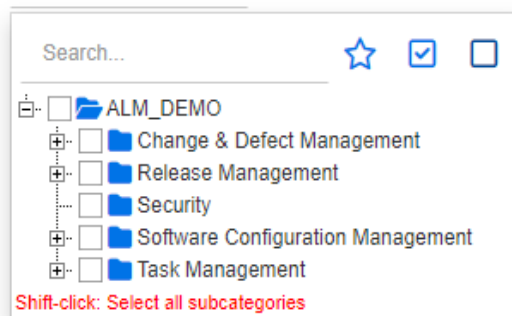 Search...
ALM_DEMO
Change & Defect Management
Release Management
Security
Software Configuration Management
Task Management
Shift-click: Select all subcategories